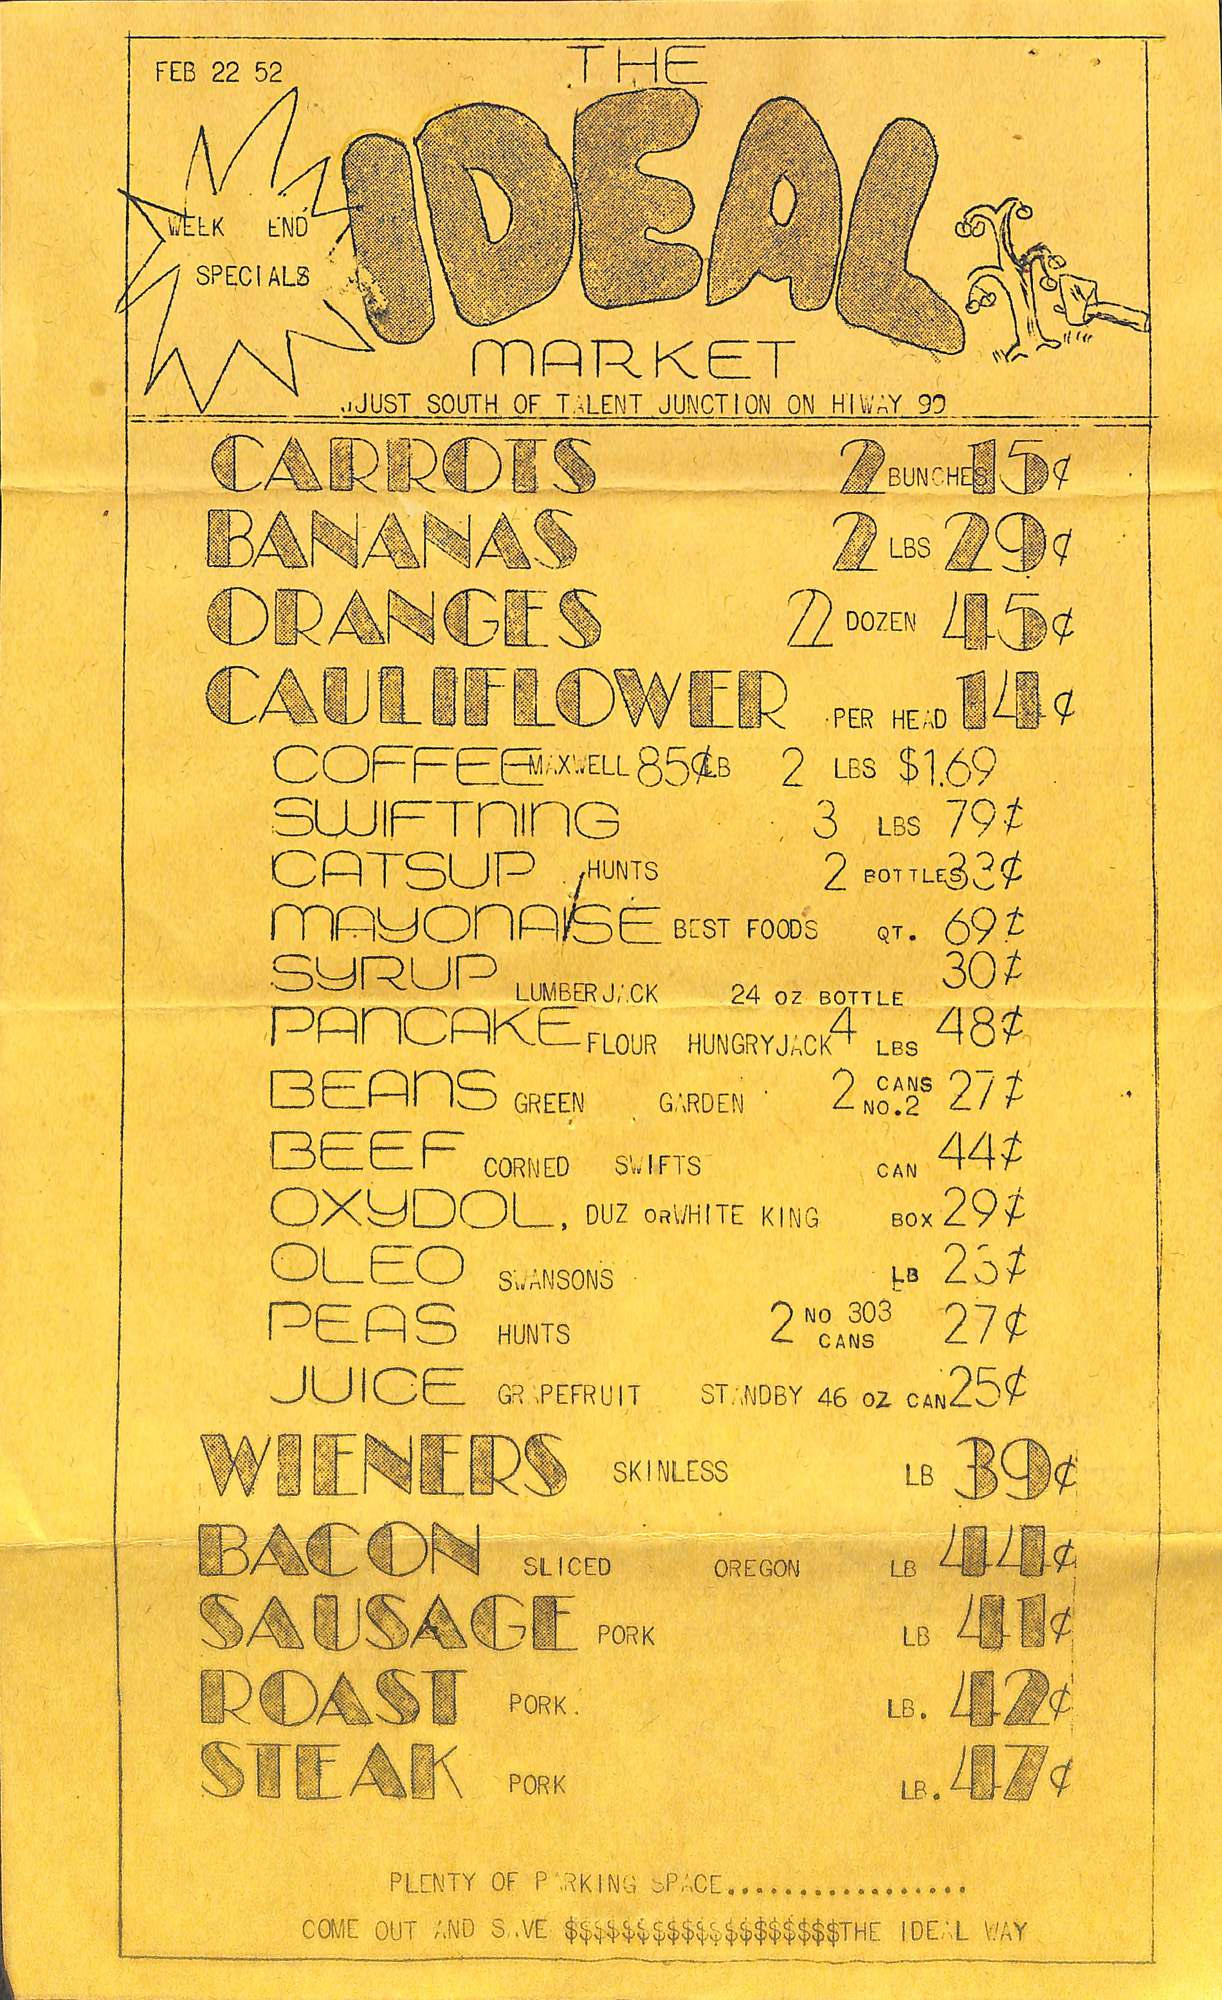 FEB 22 52
THE
IDEAL
WEEK END
SPECIALS
MARKET
JUST SOUTH OF TALENT JUNCTION ON HIWAY 99
CARROTS 2 BUNCHES 15¢
BANANAS 2 LBS 29¢
ORANGES 2 DOZEN 45¢
CAULIFLOWER PER HEAD 14¢
COFFEE MAXWELL 85¢ LB 2 LBS $1.69
SWIFTNING 3 LBS 79¢
CATSUP HUNTS 2 BOTTLES 33¢
MAYONAISE BEST FOODS QT. 69¢
SYRUP LUMBERJACK 24 OZ BOTTLE 30¢
PANCAKE FLOUR HUNGRYJACK 4 LBS 48¢
BEANS GREEN GARDEN 2 CANS NO.2 27¢
BEEF CORNED SWIFTS CAN 44¢
OXYDOL, DUZ OR WHITE KING BOX 29¢
OLEO SWANSONS LB ¢
PEAS HUNTS 2 NO 303 CANS 27¢
JUICE GRAPEFRUIT STANDBY 46 OZ CAN 25¢
WIENERS SKINLESS LB 39¢
BACON SLICED OREGON LB 44¢
SAUSAGE PORK LB 41¢
ROAST PORK. LB. 42¢
STEAK PORK LB. 47¢
PLENTY OF PARKING SPACE.................
COME OUT AND SAVE $$$$$$$$$$$$$$$$$$$THE IDEAL WAY